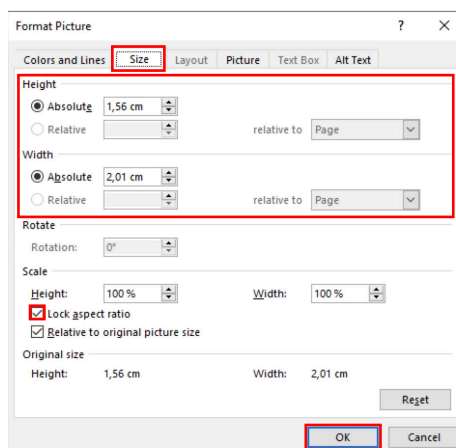 Format Picture ? ×
Colors and Lines Size Layout Picture Text Box Alt Text
Height
Absolute 1,56 cm
Relative relative to Page
Width
Absolute 2,01 cm
Relative relative to Page
Rotate
Rotation: 0°
Scale
Height: 100 % Width: 100 %
Lock aspect ratio
Relative to original picture size
Original size
Height: 1,56 cm Width: 2,01 cm
Reset
OK Cancel